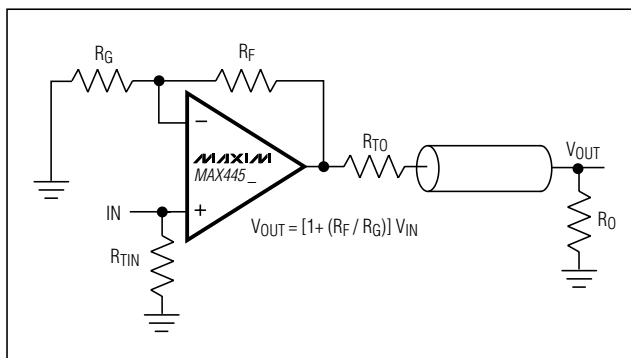 RG
RF
RTO
VOUT
−
MAXIM
MAX445_
IN
+
VOUT = [1+ (RF / RG)] VIN
RO
RTIN